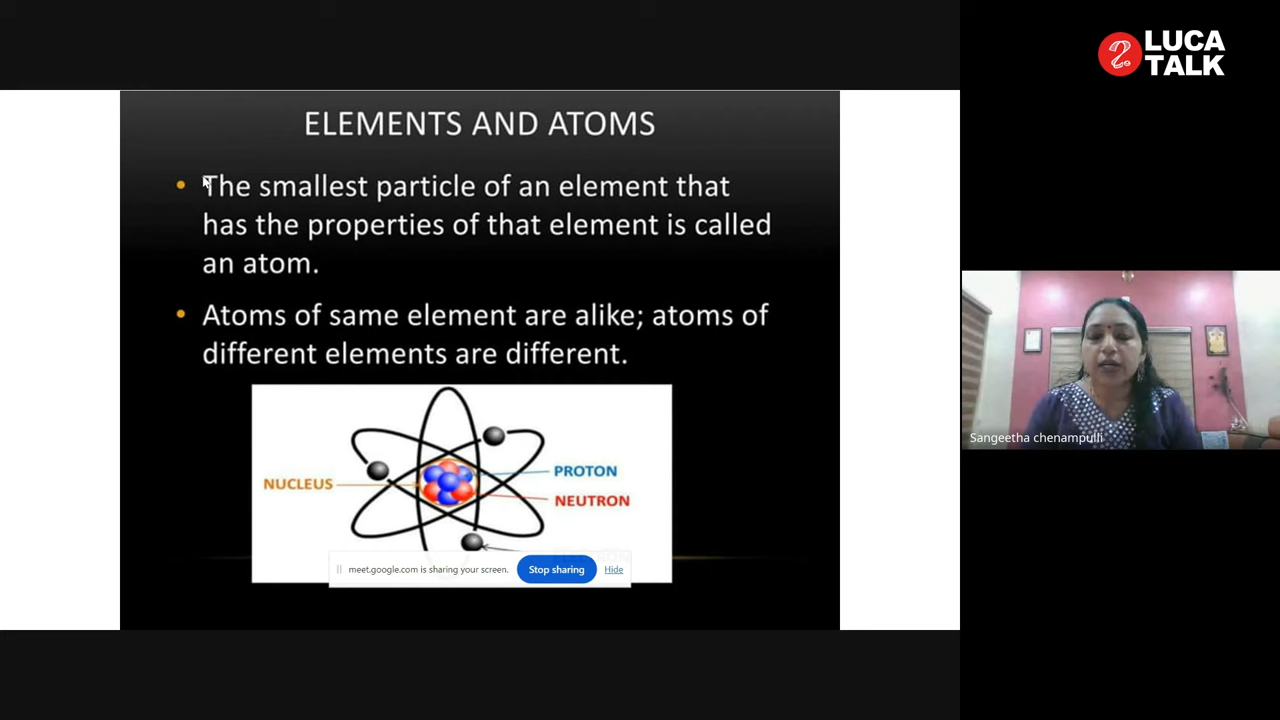 LUCA
TALK
ELEMENTS AND ATOMS
• The smallest particle of an element that
has the properties of that element is called
an atom.
• Atoms of same element are alike; atoms of
different elements are different.
NUCLEUS
PROTON
NEUTRON
meet.google.com is sharing your screen.
Stop sharing
Hide
Sangeetha chenampulli